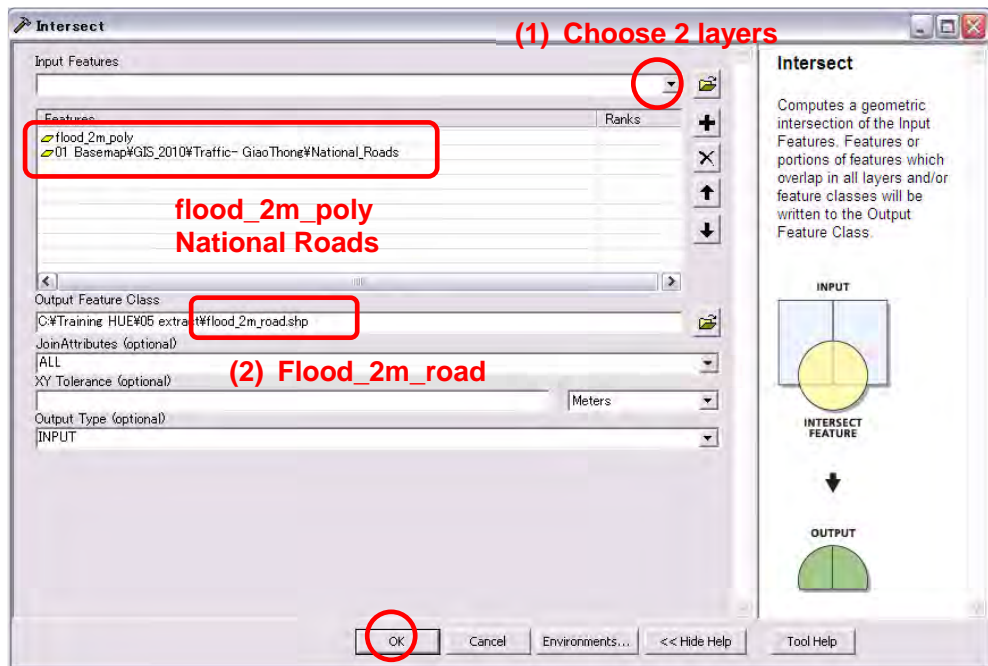 Intersect
(1) Choose 2 layers
Input Features
Features
Ranks
flood_2m_poly
01 Basemap¥GIS_2010¥Traffic- GiaoThong¥National_Roads
flood_2m_poly
National Roads
Output Feature Class
C:¥Training HUE¥05 extract¥flood_2m_road.shp
JoinAttributes (optional)
ALL
(2) Flood_2m_road
XY Tolerance (optional)
Meters
Output Type (optional)
INPUT
OK
Cancel
Environments...
<< Hide Help
Tool Help
Intersect
Computes a geometric
intersection of the Input
Features. Features or
portions of features which
overlap in all layers and/or
feature classes will be
written to the Output
Feature Class.
INPUT
INTERSECT
FEATURE
OUTPUT